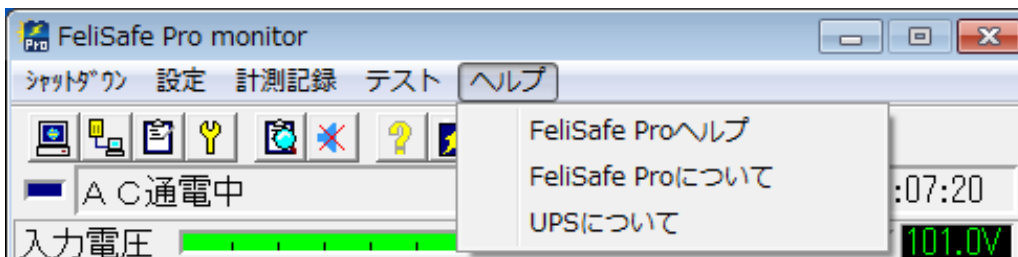 FeliSafe Pro monitor
ｼｬｯﾄﾀﾞｳﾝ 設定 計測記録 テスト ヘルプ
FeliSafe Proヘルプ
FeliSafe Proについて
UPSについて
ＡＣ通電中
:07:20
入力電圧
101.0V